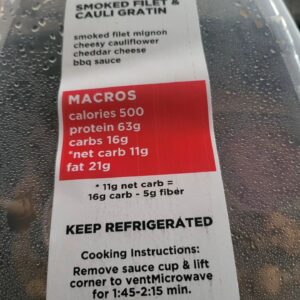 SMOKED FILET &
CAULI GRATIN
smoked filet mignon
cheesy cauliflower
cheddar cheese
bbq sauce
MACROS
calories 500
protein 63g
carbs 16g
*net carb 11g
fat 21g
* 11g net carb =
16g carb - 5g fiber
KEEP REFRIGERATED
Cooking Instructions:
Remove sauce cup & lift
corner to ventMicrowave
for 1:45-2:15 min.